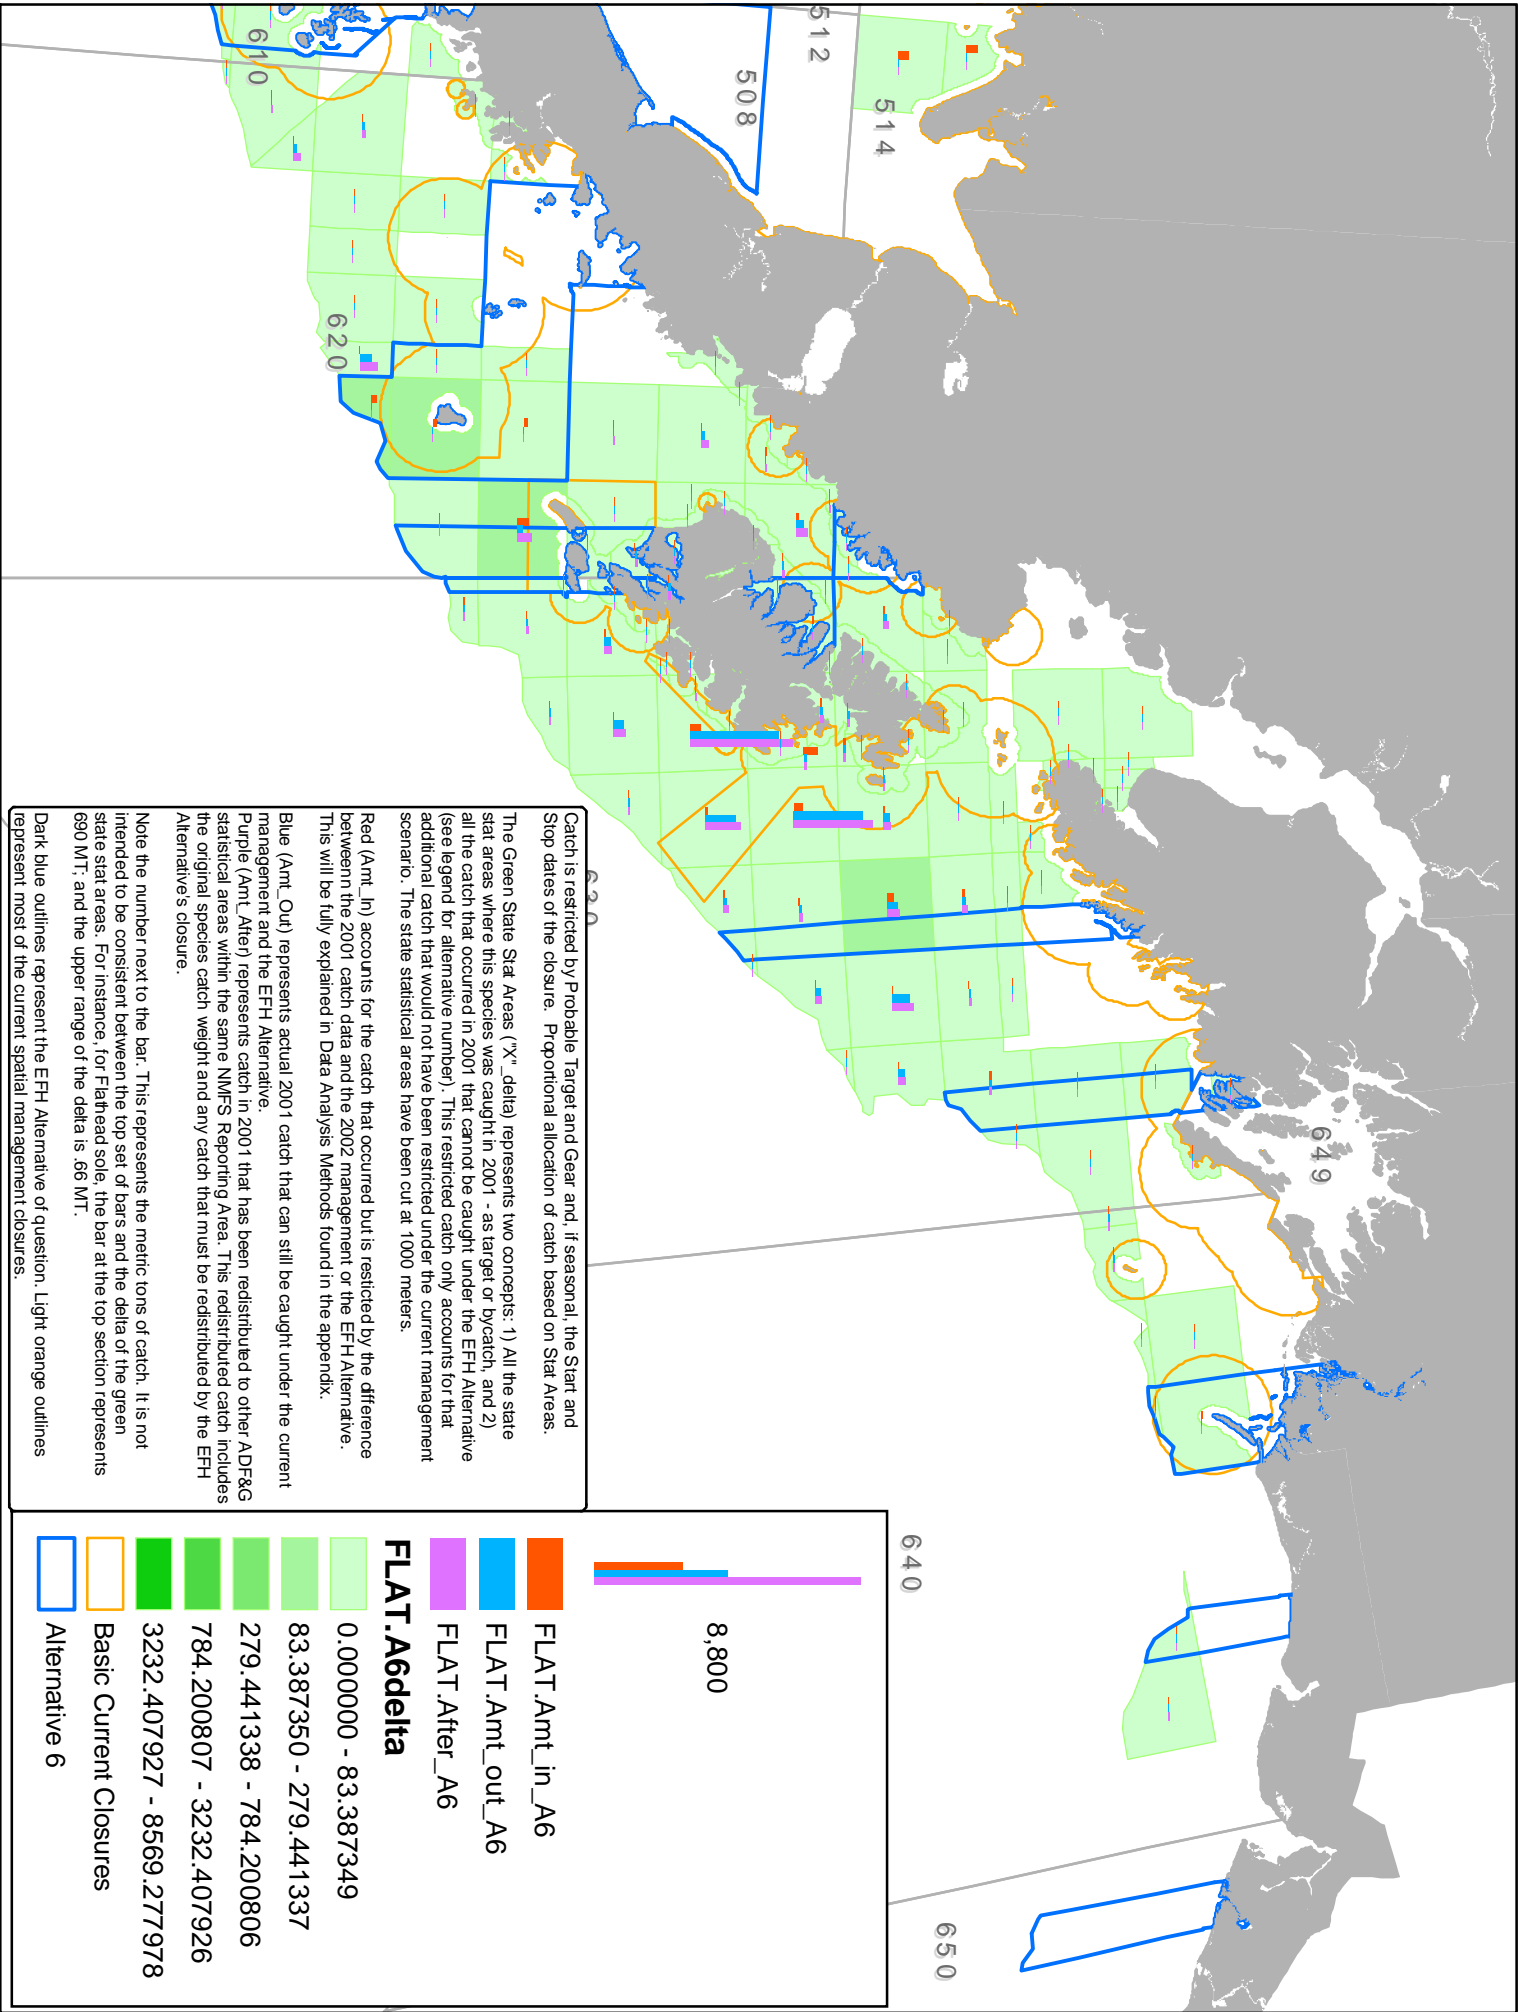 610
512
508
514
620
630
649
640
650
Catch is restricted by Probable Target and Gear and, if seasonal, the Start and
Stop dates of the closure. Proportional allocation of catch based on Stat Areas.
The Green State Stat Areas ("X"_delta) represents two concepts: 1) All the state
stat areas where this species was caught in 2001 - as target or bycatch, and 2)
all the catch that occurred in 2001 that cannot be caught under the EFH Alternative
(see legend for alternative number). This restricted catch only accounts for that
additional catch that would not have been restricted under the current management
scenario. The state statistical areas have been cut at 1000 meters.
Red (Amt_In) accounts for the catch that occurred but is resticted by the difference
betweenn the 2001 catch data and the 2002 management or the EFH Alternative.
This will be fully explained in Data Analysis Methods found in the appendix.
Blue (Amt_Out) represents actual 2001 catch that can still be caught under the current
management and the EFH Alternative.
Purple (Amt_After) represents catch in 2001 that has been redistributed to other ADF&G
statistical areas within the same NMFS Reporting Area. This redistributed catch includes
the original species catch weight and any catch that must be redistributed by the EFH
Alternative's closure.
Note the number next to the bar. This represents the metric tons of catch. It is not
intended to be consistent between the top set of bars and the delta of the green
state stat areas. For instance, for Flathead sole, the bar at the top section represents
690 MT; and the upper range of the delta is .66 MT.
Dark blue outlines represent the EFH Alternative of question. Light orange outlines
represent most of the current spatial management closures.
8,800
FLAT.Amt_in_A6
FLAT.Amt_out_A6
FLAT.After_A6
FLAT.A6delta
0.000000 - 83.387349
83.387350 - 279.441337
279.441338 - 784.200806
784.200807 - 3232.407926
3232.407927 - 8569.277978
Basic Current Closures
Alternative 6